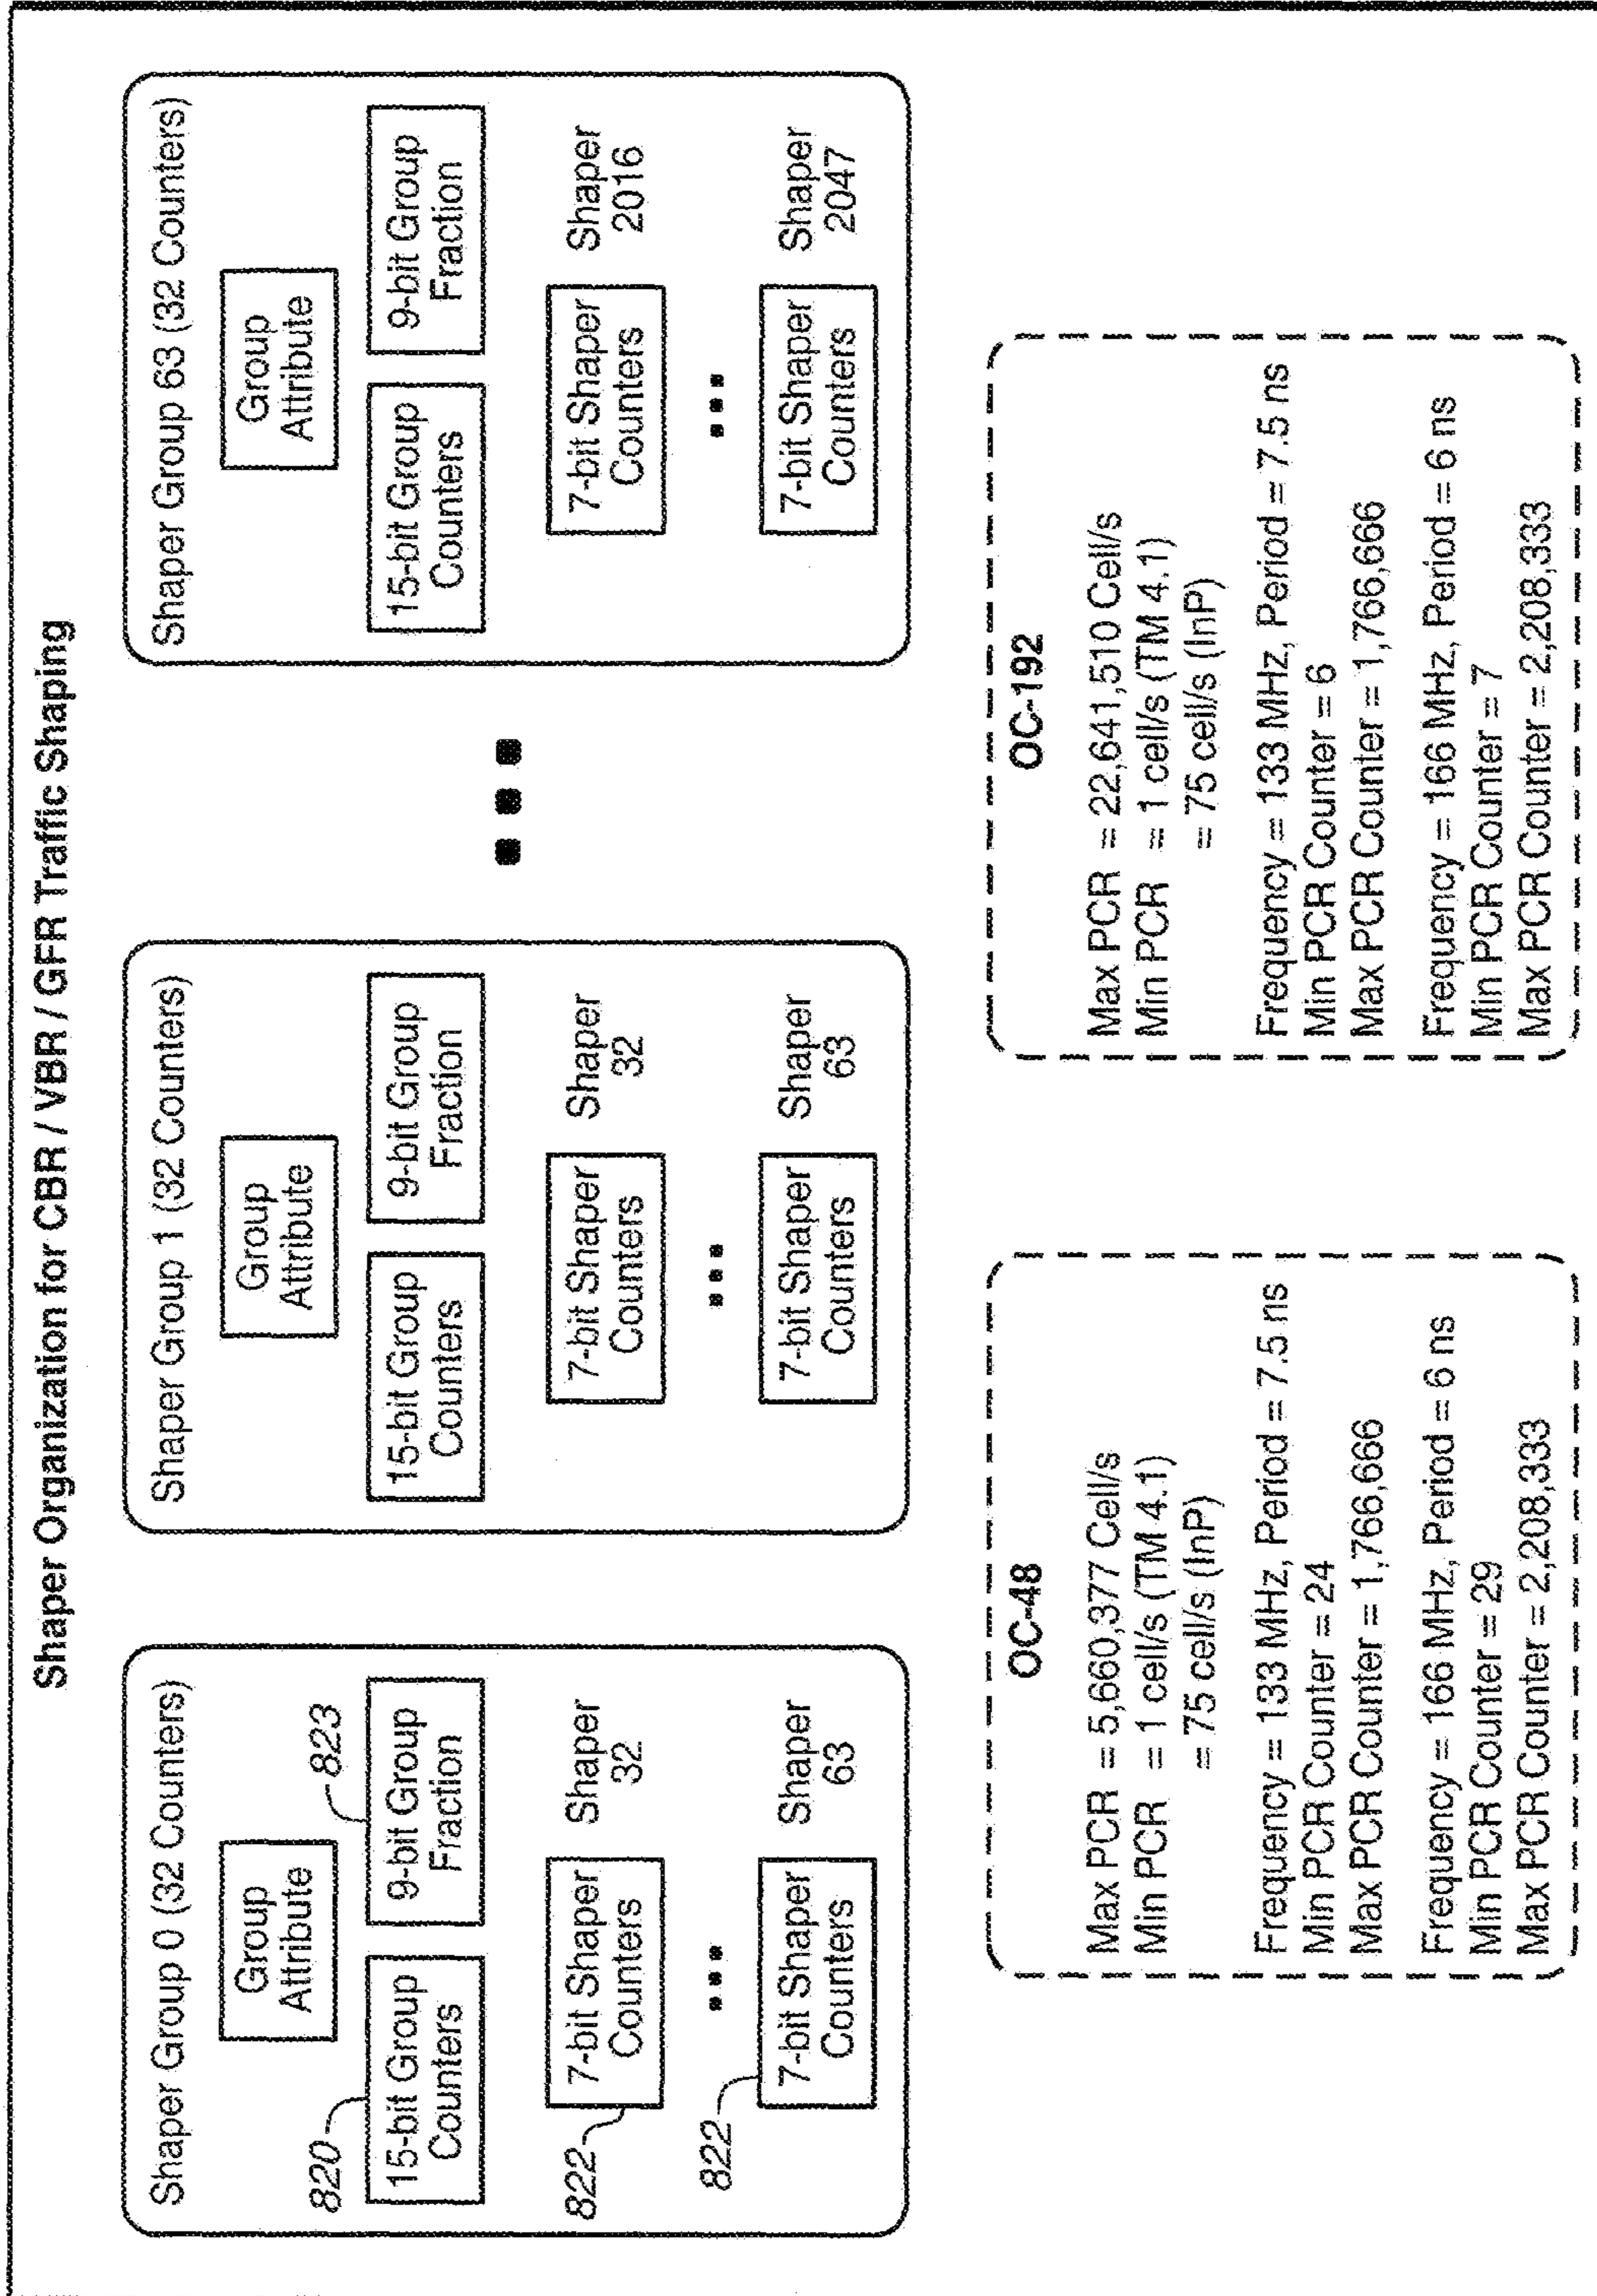 Shaper Organization for CBR / VBR / GFR Traffic Shaping
Shaper Group 0 (32 Counters)
Group
Attribute
820
823
15-bit Group
Counters
9-bit Group
Fraction
822
7-bit Shaper
Counters
Shaper
32
822
7-bit Shaper
Counters
Shaper
63
Shaper Group 1 (32 Counters)
Group
Attribute
15-bit Group
Counters
9-bit Group
Fraction
7-bit Shaper
Counters
Shaper
32
7-bit Shaper
Counters
Shaper
63
Shaper Group 63 (32 Counters)
Group
Attribute
15-bit Group
Counters
9-bit Group
Fraction
7-bit Shaper
Counters
Shaper
2016
7-bit Shaper
Counters
Shaper
2047
OC-48
Max PCR = 5,660,377 Cell/s
Min PCR = 1 cell/s (TM 4.1)
= 75 cell/s (InP)
Frequency = 133 MHz, Period = 7.5 ns
Min PCR Counter = 24
Max PCR Counter = 1,766,666
Frequency = 166 MHz, Period = 6 ns
Min PCR Counter = 29
Max PCR Counter = 2,208,333
OC-192
Max PCR = 22,641,510 Cell/s
Min PCR = 1 cell/s (TM 4.1)
= 75 cell/s (InP)
Frequency = 133 MHz, Period = 7.5 ns
Min PCR Counter = 6
Max PCR Counter = 1,766,666
Frequency = 166 MHz, Period = 6 ns
Min PCR Counter = 7
Max PCR Counter = 2,208,333